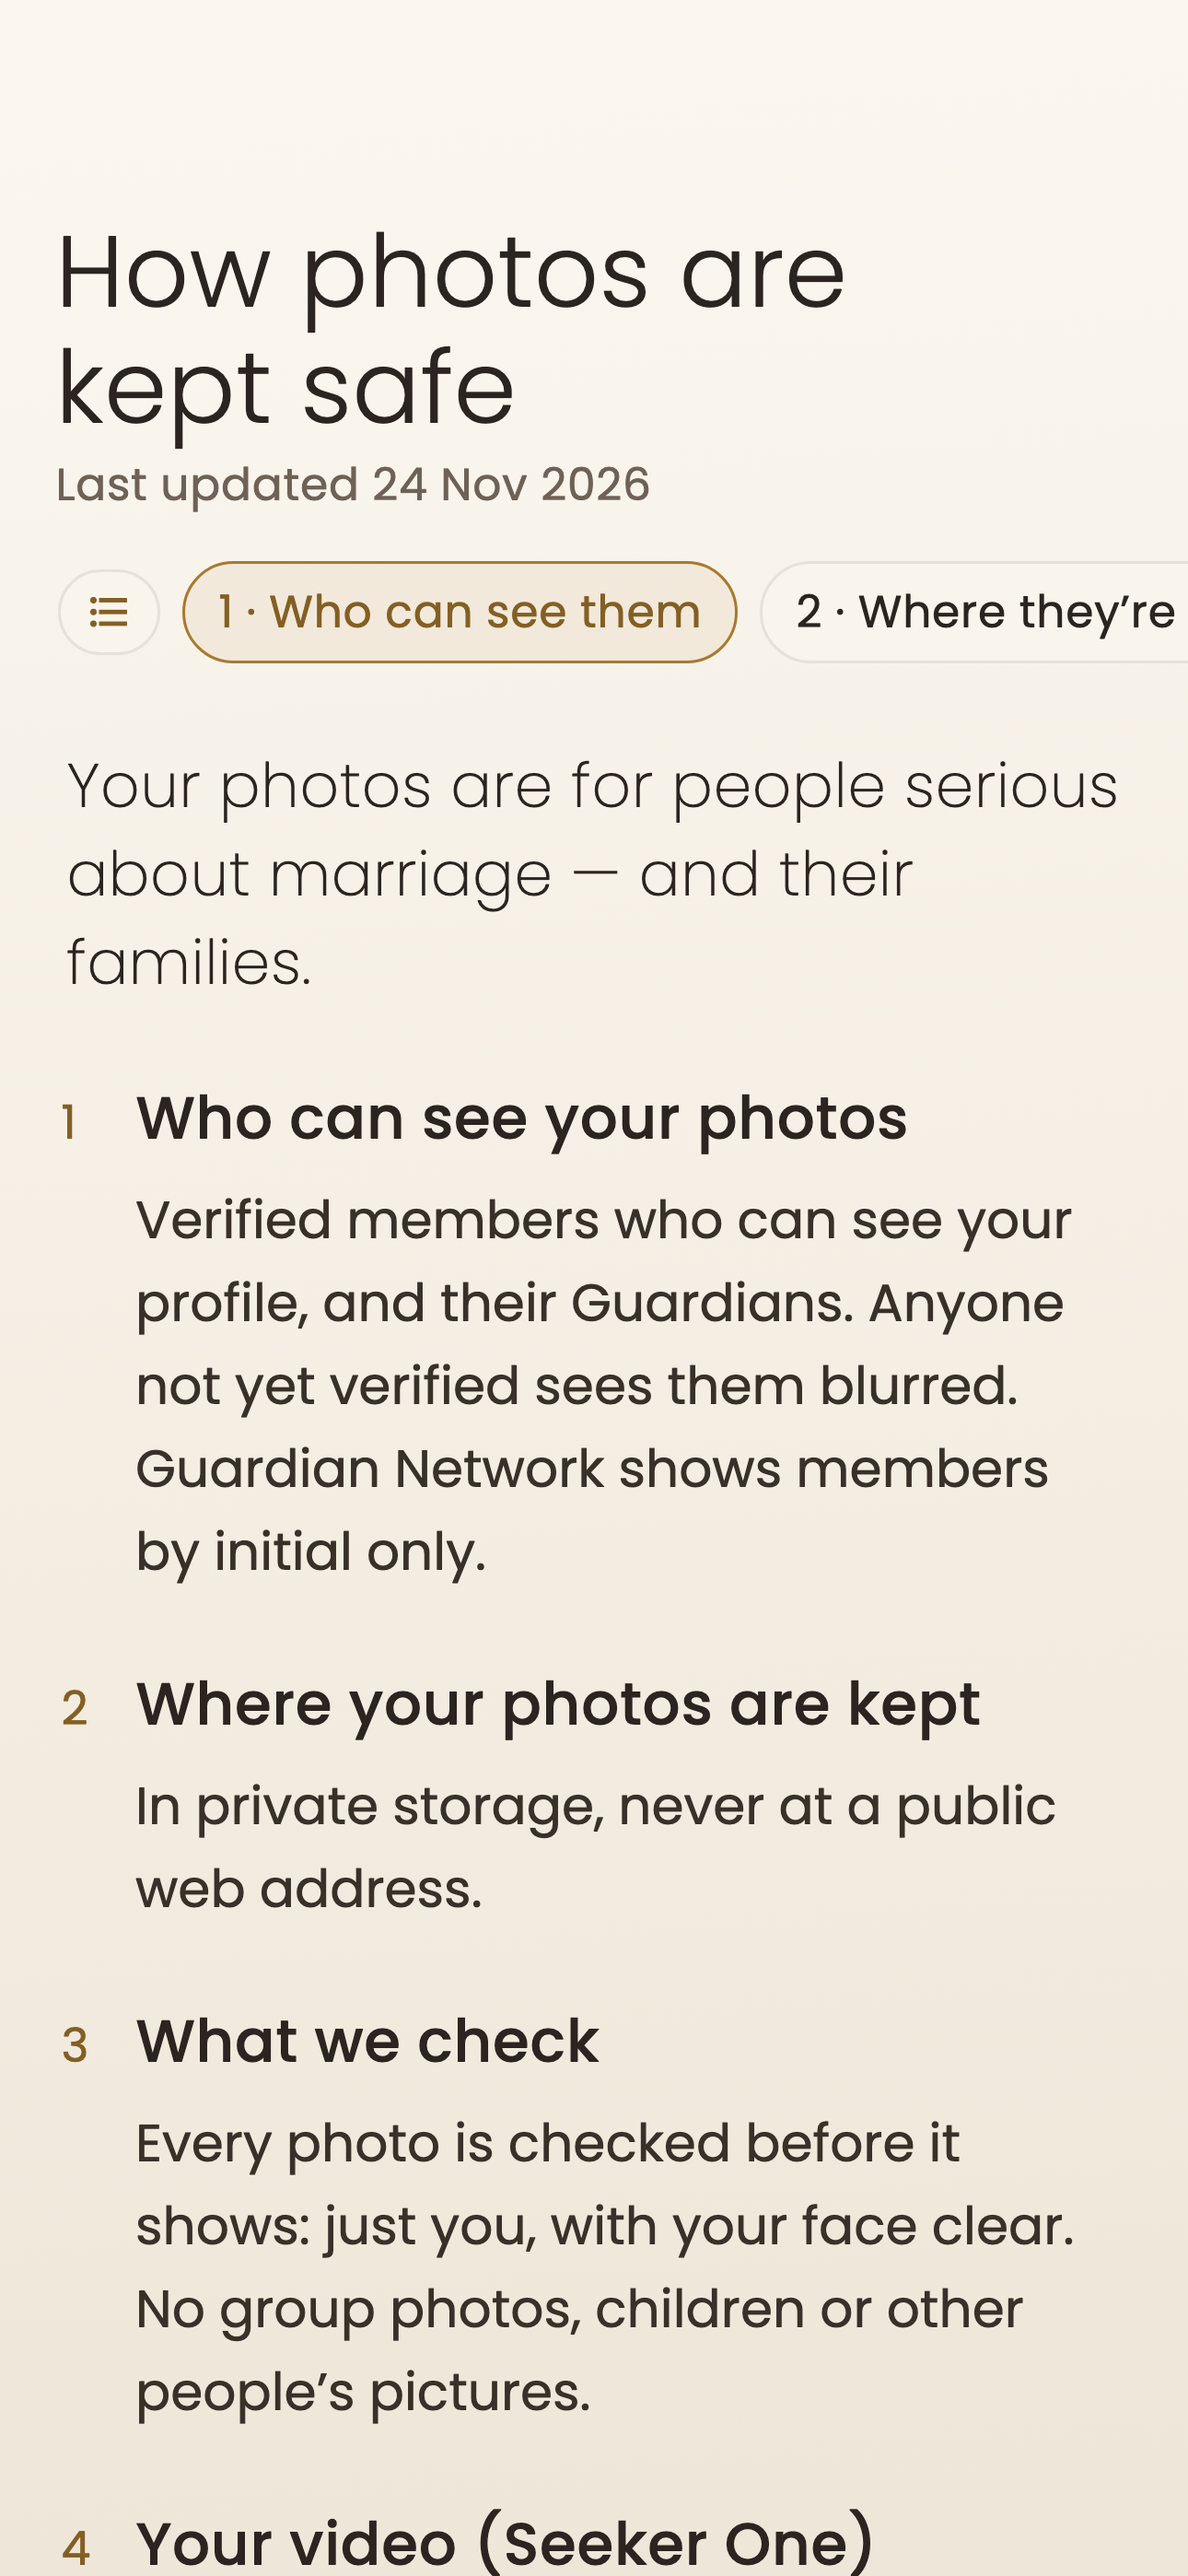 How photos are
kept safe
Last updated 24 Nov 2026
1 · Who can see them
2 · Where they’re
Your photos are for people serious
about marriage — and their
families.
1 Who can see your photos
Verified members who can see your
profile, and their Guardians. Anyone
not yet verified sees them blurred.
Guardian Network shows members
by initial only.
2 Where your photos are kept
In private storage, never at a public
web address.
3 What we check
Every photo is checked before it
shows: just you, with your face clear.
No group photos, children or other
people’s pictures.
4 Your video (Seeker One)